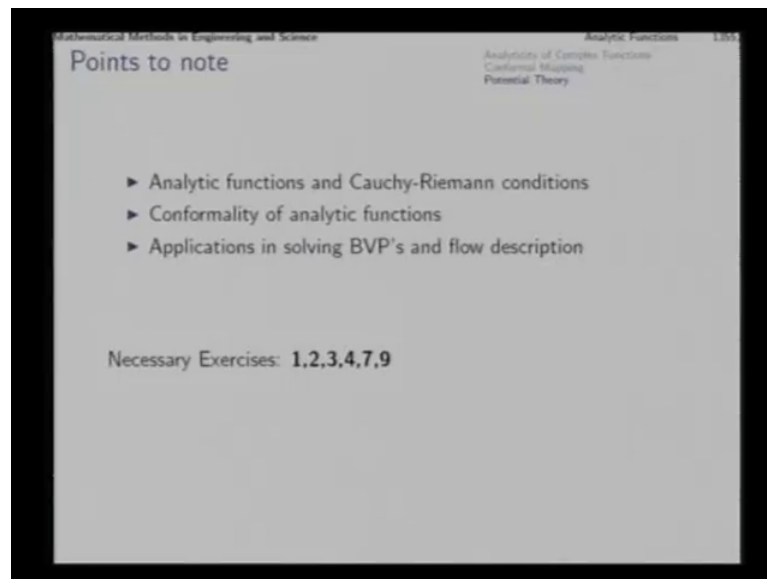 Mathematical Methods in Engineering and Science
Analytic Functions
Points to note
Analyticity of Complex Functions
Conformal Mapping
Potential Theory
► Analytic functions and Cauchy-Riemann conditions
► Conformality of analytic functions
► Applications in solving BVP's and flow description
Necessary Exercises: 1,2,3,4,7,9